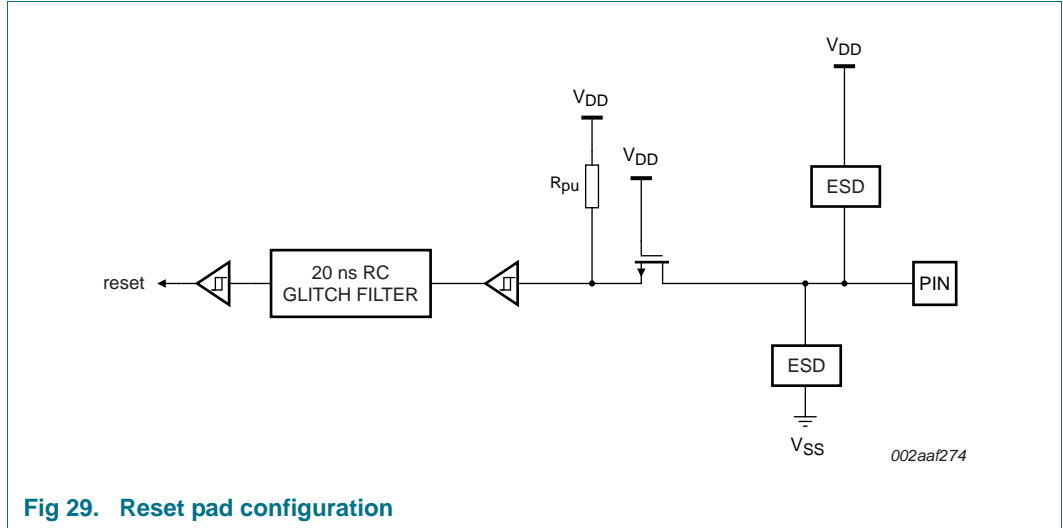 VDD
VDD
VDD
Rpu
ESD
reset
20 ns RC
GLITCH FILTER
PIN
ESD
VSS
002aaf274
Fig 29. Reset pad configuration